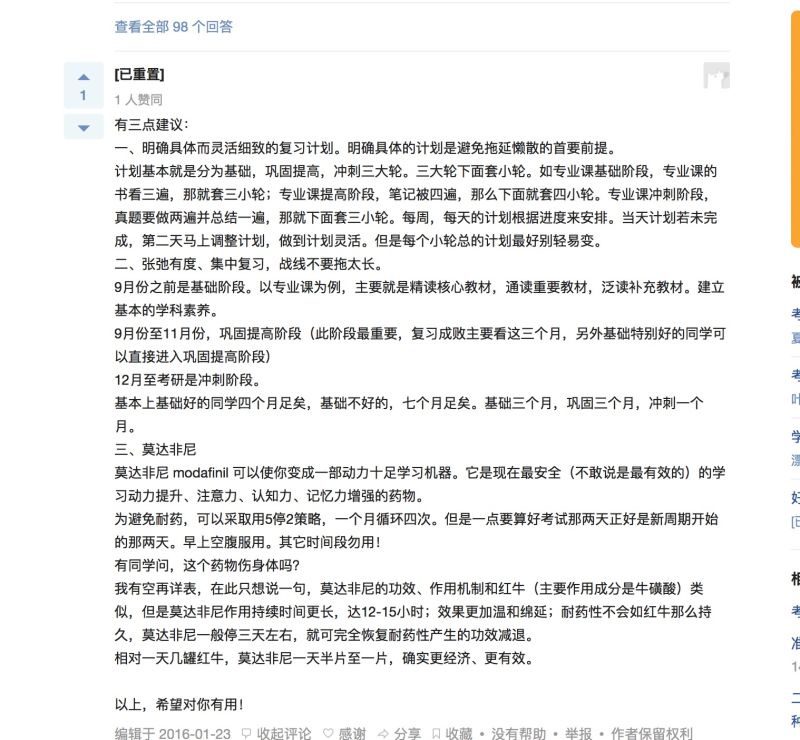 查看全部 98 个回答
[已重置]
1
1 人赞同
有三点建议：
一、明确具体而灵活细致的复习计划。明确具体的计划是避免拖延懒散的首要前提。
计划基本就是分为基础，巩固提高，冲刺三大轮。三大轮下面套小轮。如专业课基础阶段，专业课的
书看三遍，那就套三小轮；专业课提高阶段，笔记被四遍，那么下面就套四小轮。专业课冲刺阶段，
真题要做两遍并总结一遍，那就下面套三小轮。每周，每天的计划根据进度来安排。当天计划若未完
成，第二天马上调整计划，做到计划灵活。但是每个小轮总的计划最好别轻易变。
二、张弛有度、集中复习，战线不要拖太长。
9月份之前是基础阶段。以专业课为例，主要就是精读核心教材，通读重要教材，泛读补充教材。建立
基本的学科素养。
9月份至11月份，巩固提高阶段（此阶段最重要，复习成败主要看这三个月，另外基础特别好的同学可
以直接进入巩固提高阶段）
12月至考研是冲刺阶段。
基本上基础好的同学四个月足矣，基础不好的，七个月足矣。基础三个月，巩固三个月，冲刺一个
月。
三、莫达非尼
莫达非尼 modafinil 可以使你变成一部动力十足学习机器。它是现在最安全（不敢说是最有效的）的学
习动力提升、注意力、认知力、记忆力增强的药物。
为避免耐药，可以采取用5停2策略，一个月循环四次。但是一点要算好考试那两天正好是新周期开始
的那两天。早上空腹服用。其它时间段勿用！
有同学问，这个药物伤身体吗？
我有空再详表，在此只想说一句，莫达非尼的功效、作用机制和红牛（主要作用成分是牛磺酸）类
似，但是莫达非尼作用持续时间更长，达12-15小时；效果更加温和绵延；耐药性不会如红牛那么持
久，莫达非尼一般停三天左右，就可完全恢复耐药性产生的功效减退。
相对一天几罐红牛，莫达非尼一天半片至一片，确实更经济、更有效。
以上，希望对你有用！
编辑于 2016-01-23 收起评论 感谢 分享 收藏 • 没有帮助 • 举报 • 作者保留权利